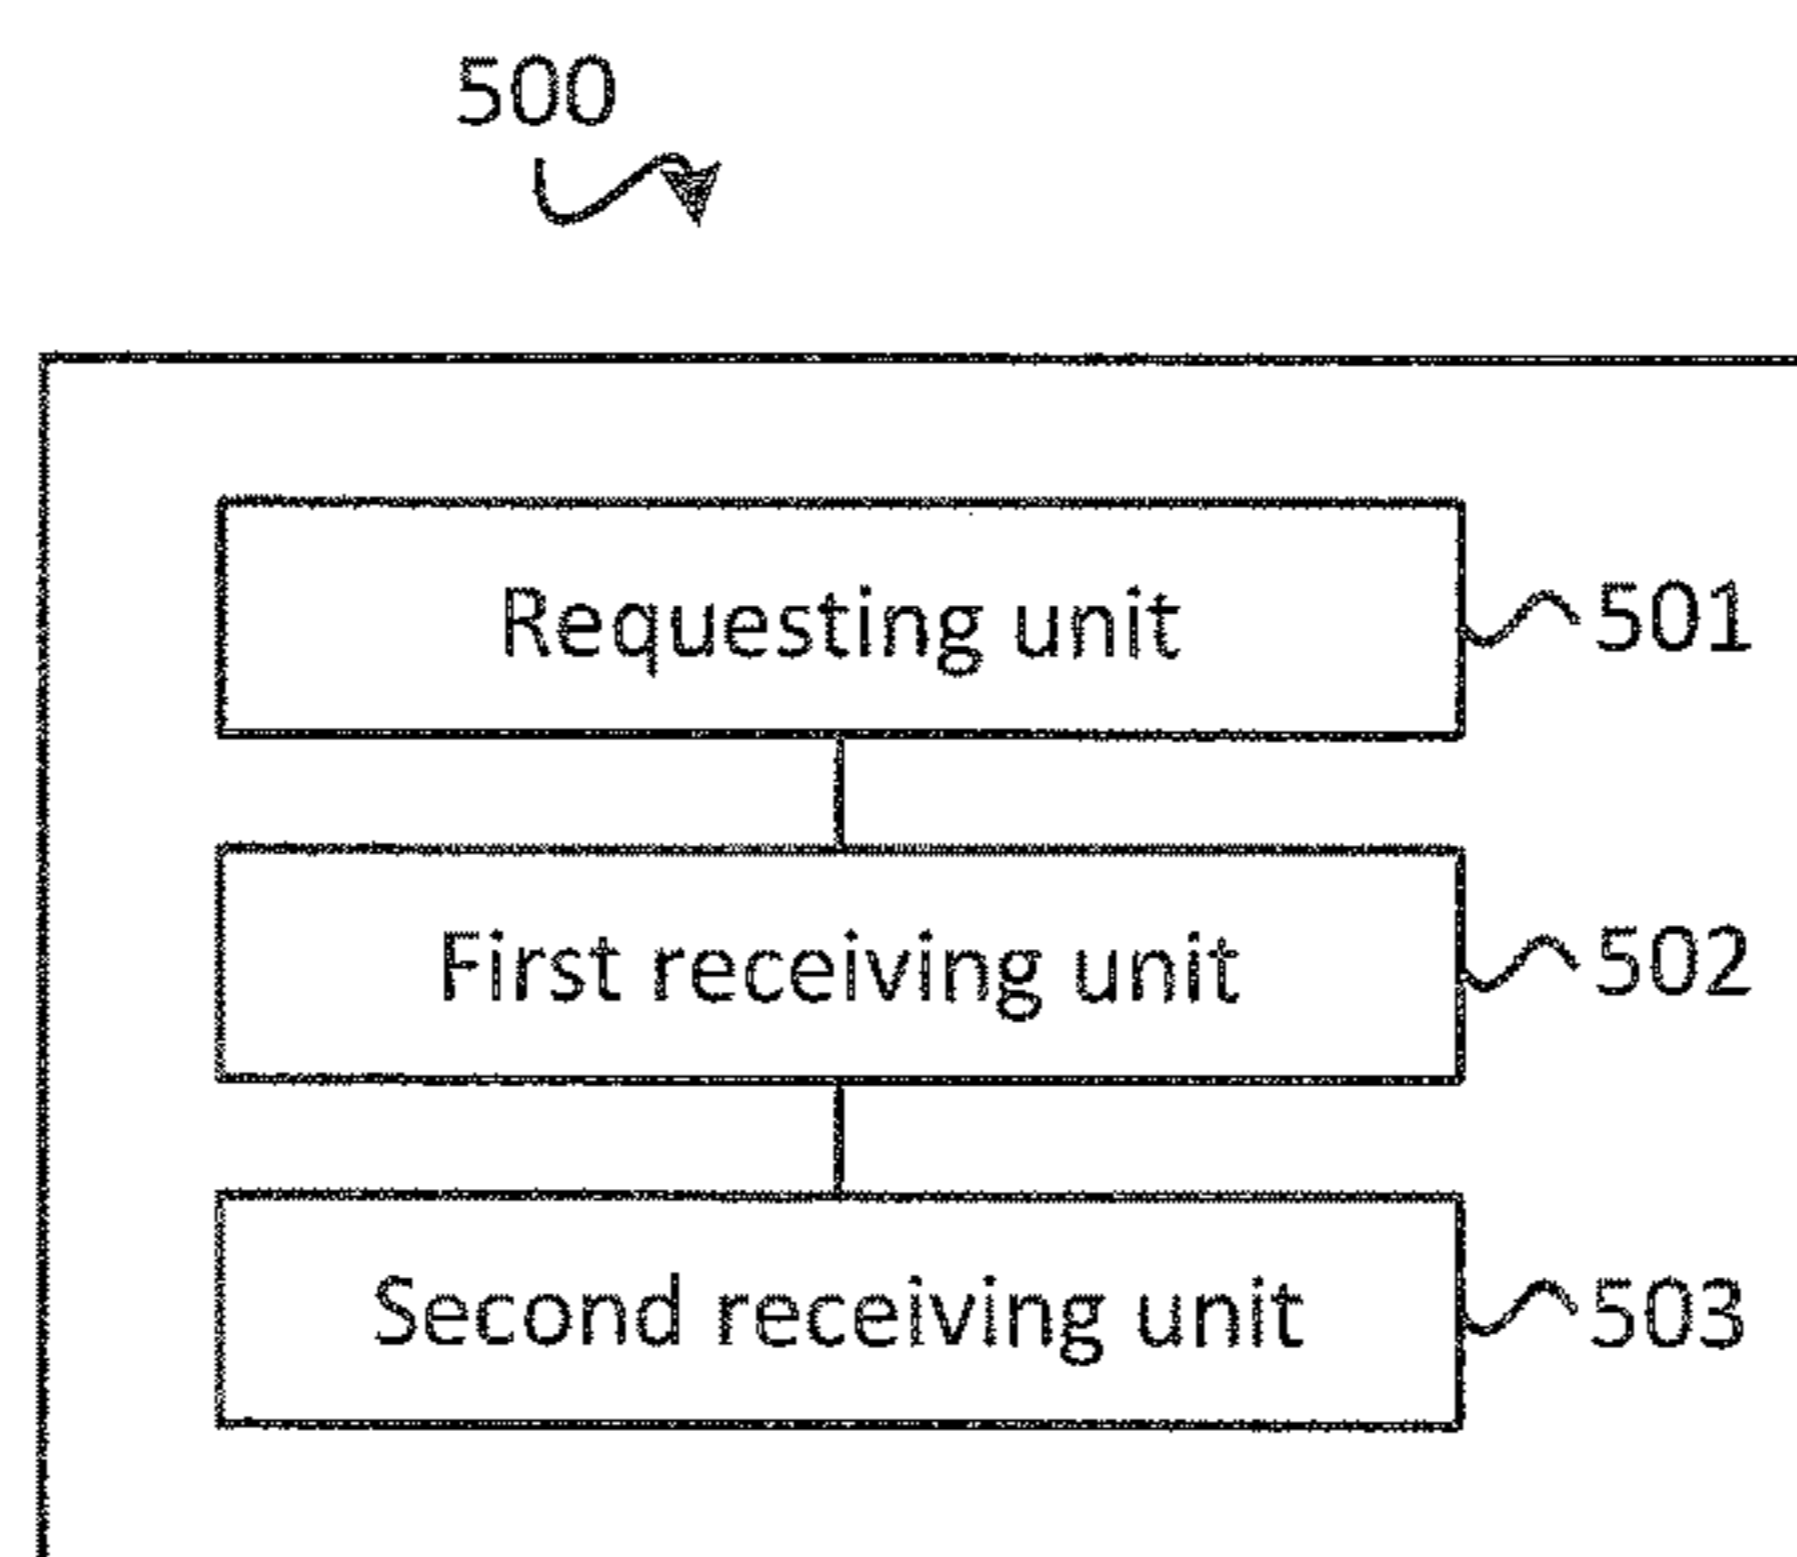 500
Requesting unit 501
First receiving unit 502
Second receiving unit 503